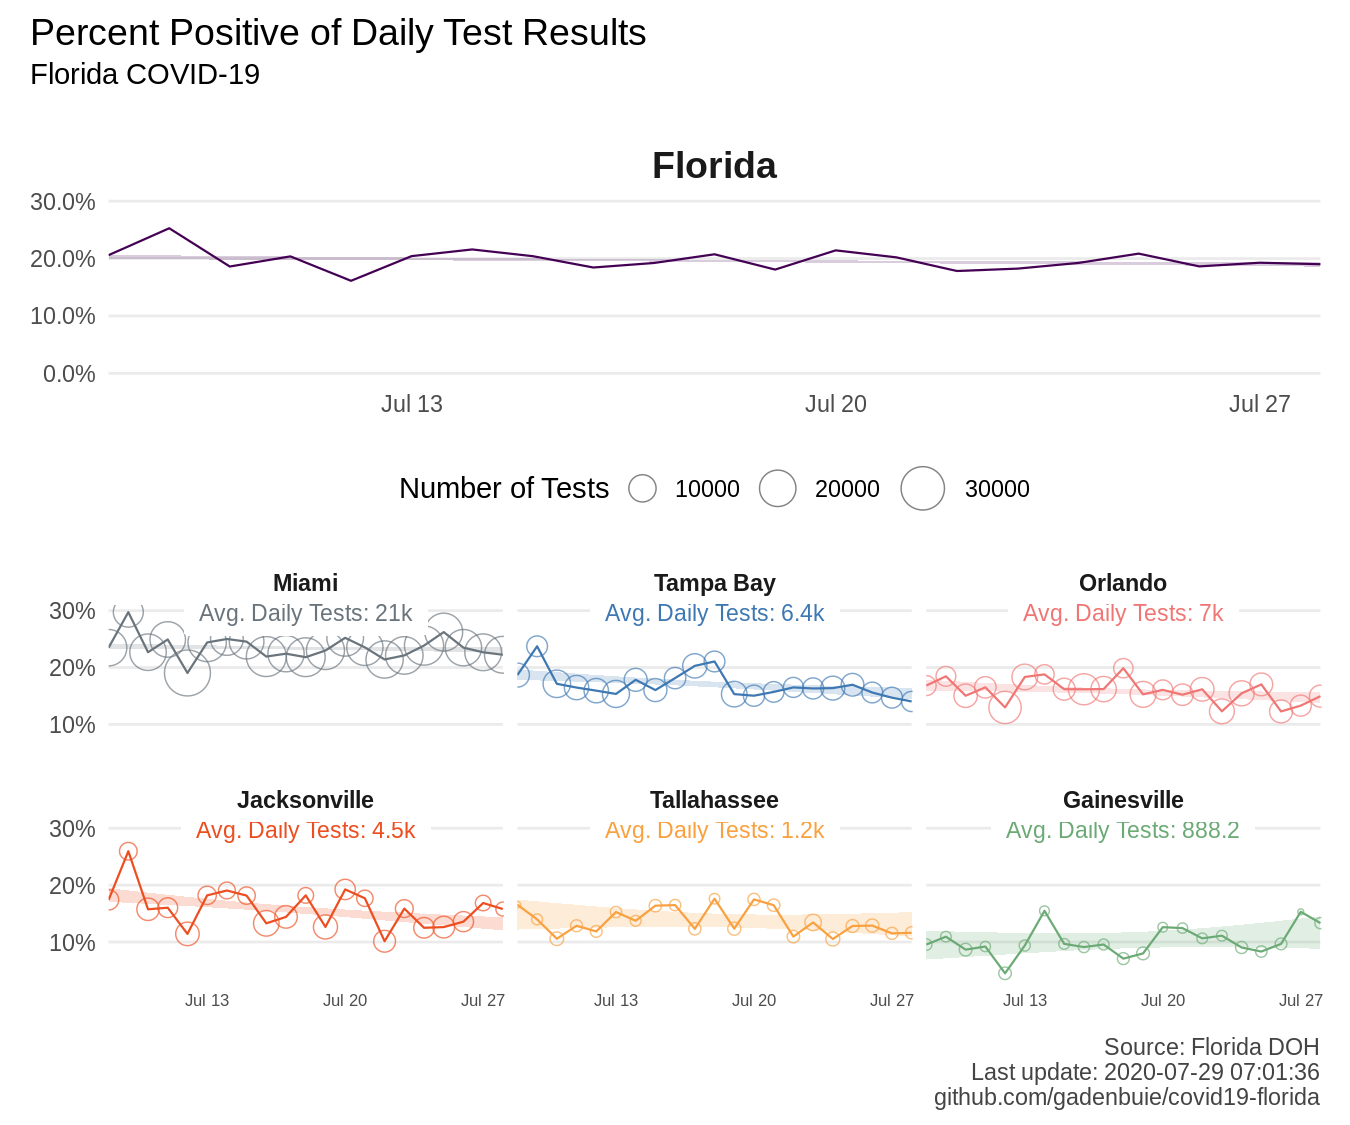 Percent Positive of Daily Test Results
Florida COVID-19
Florida
30.0%
20.0%
10.0%
0.0%
Jul 13 Jul 20 Jul 27
Number of Tests 10000 20000 30000
Miami Tampa Bay Orlando
30% Avg. Daily Tests: 21k Avg. Daily Tests: 6.4k Avg. Daily Tests: 7k
20%
10%
Jacksonville Tallahassee Gainesville
30% Avg. Daily Tests: 4.5k Avg. Daily Tests: 1.2k Avg. Daily Tests: 888.2
20%
10%
Jul 13 Jul 20 Jul 27 Jul 13 Jul 20 Jul 27 Jul 13 Jul 20 Jul 27
Source: Florida DOH
Last update: 2020-07-29 07:01:36
github.com/gadenbuie/covid19-florida